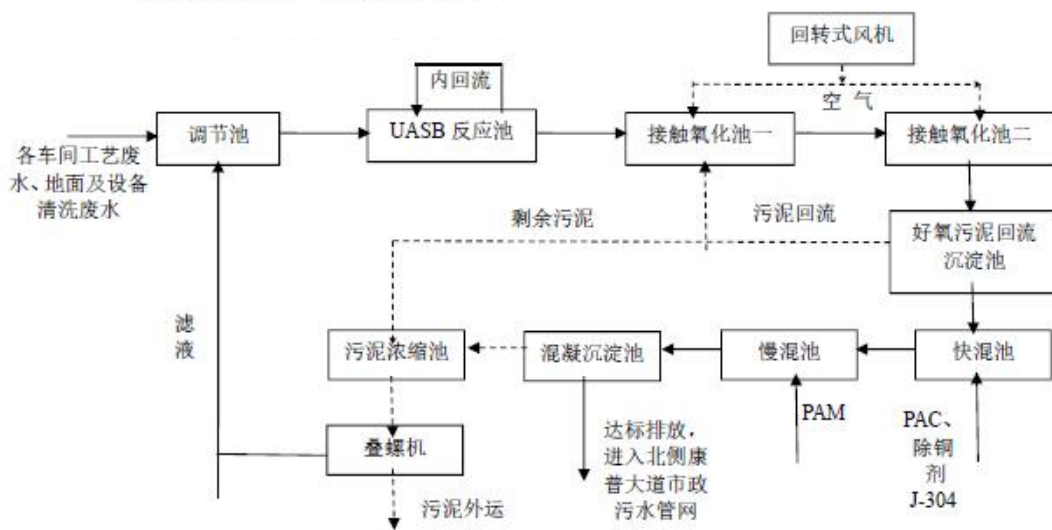 回转式风机
内回流
空 气
调节池
UASB 反应池
接触氧化池一
接触氧化池二
各车间工艺废
水、地面及设备
清洗废水
剩余污泥
污泥回流
好氧污泥回流
沉淀池
滤
液
污泥浓缩池
混凝沉淀池
慢混池
快混池
PAM
PAC、
除铜
剂
J-304
叠螺机
达标排放，
进入北侧康
普大道市政
污水管网
污泥外运